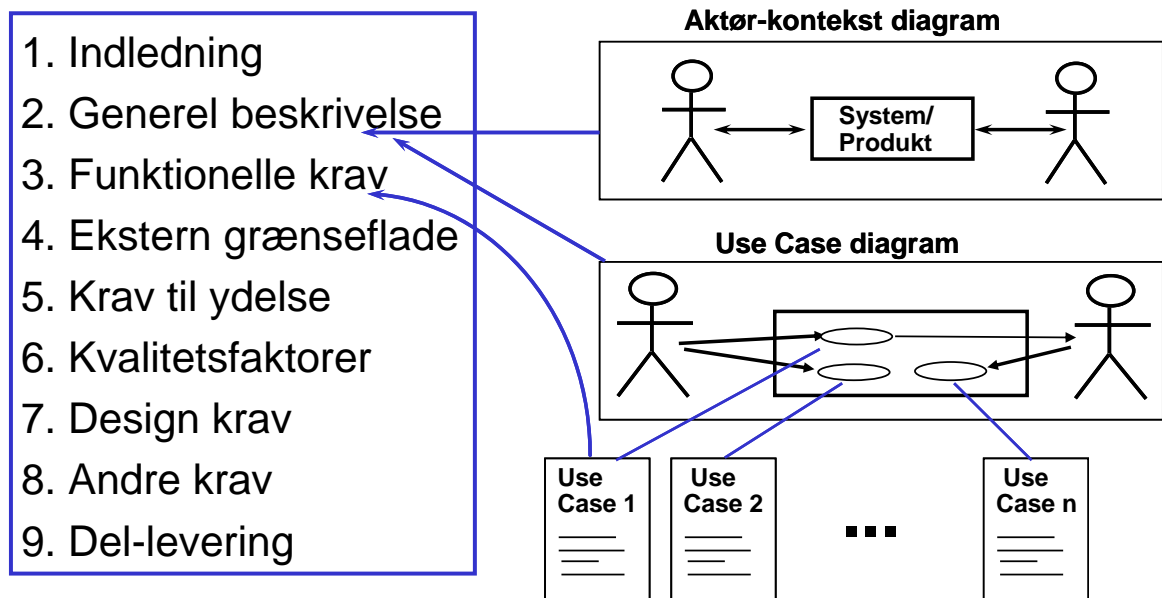 1. Indledning
2. Generel beskrivelse
3. Funktionelle krav
4. Ekstern grænseflade
5. Krav til ydelse
6. Kvalitetsfaktorer
7. Design krav
8. Andre krav
9. Del-levering
Aktør-kontekst diagram
System/
Produkt
Use Case diagram
Use
Case 1
Use
Case 2
...
Use
Case n